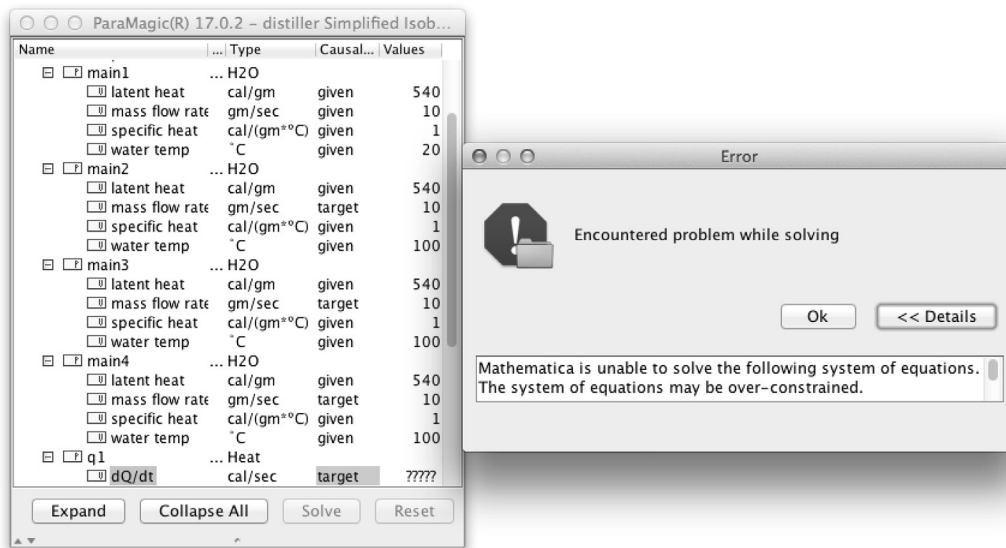 ParaMagic(R) 17.0.2 – distiller Simplified Isob...
Name ... Type Causal... Values
main1 ... H2O
latent heat cal/gm given 540
mass flow rate gm/sec given 10
specific heat cal/(gm*ºC) given 1
water temp °C given 20
main2 ... H2O
latent heat cal/gm given 540
mass flow rate gm/sec target 10
specific heat cal/(gm*ºC) given 1
water temp °C given 100
main3 ... H2O
latent heat cal/gm given 540
mass flow rate gm/sec target 10
specific heat cal/(gm*ºC) given 1
water temp °C given 100
main4 ... H2O
latent heat cal/gm given 540
mass flow rate gm/sec target 10
specific heat cal/(gm*ºC) given 1
water temp °C given 100
q1 ... Heat
dQ/dt cal/sec target ?????
Expand Collapse All Solve Reset
Error
Encountered problem while solving
Ok << Details
Mathematica is unable to solve the following system of equations.
The system of equations may be over-constrained.